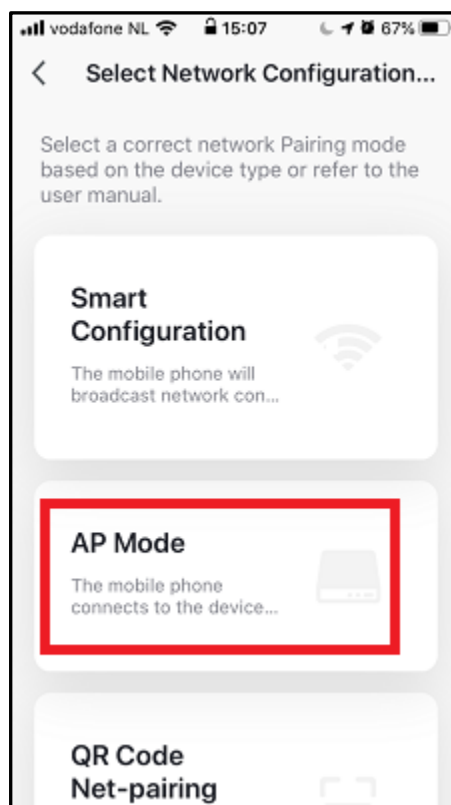 vodafone NL 15:07 67%
Select Network Configuration...
Select a correct network Pairing mode
based on the device type or refer to the
user manual.
Smart
Configuration
The mobile phone will
broadcast network con...
AP Mode
The mobile phone
connects to the device...
QR Code
Net-pairing